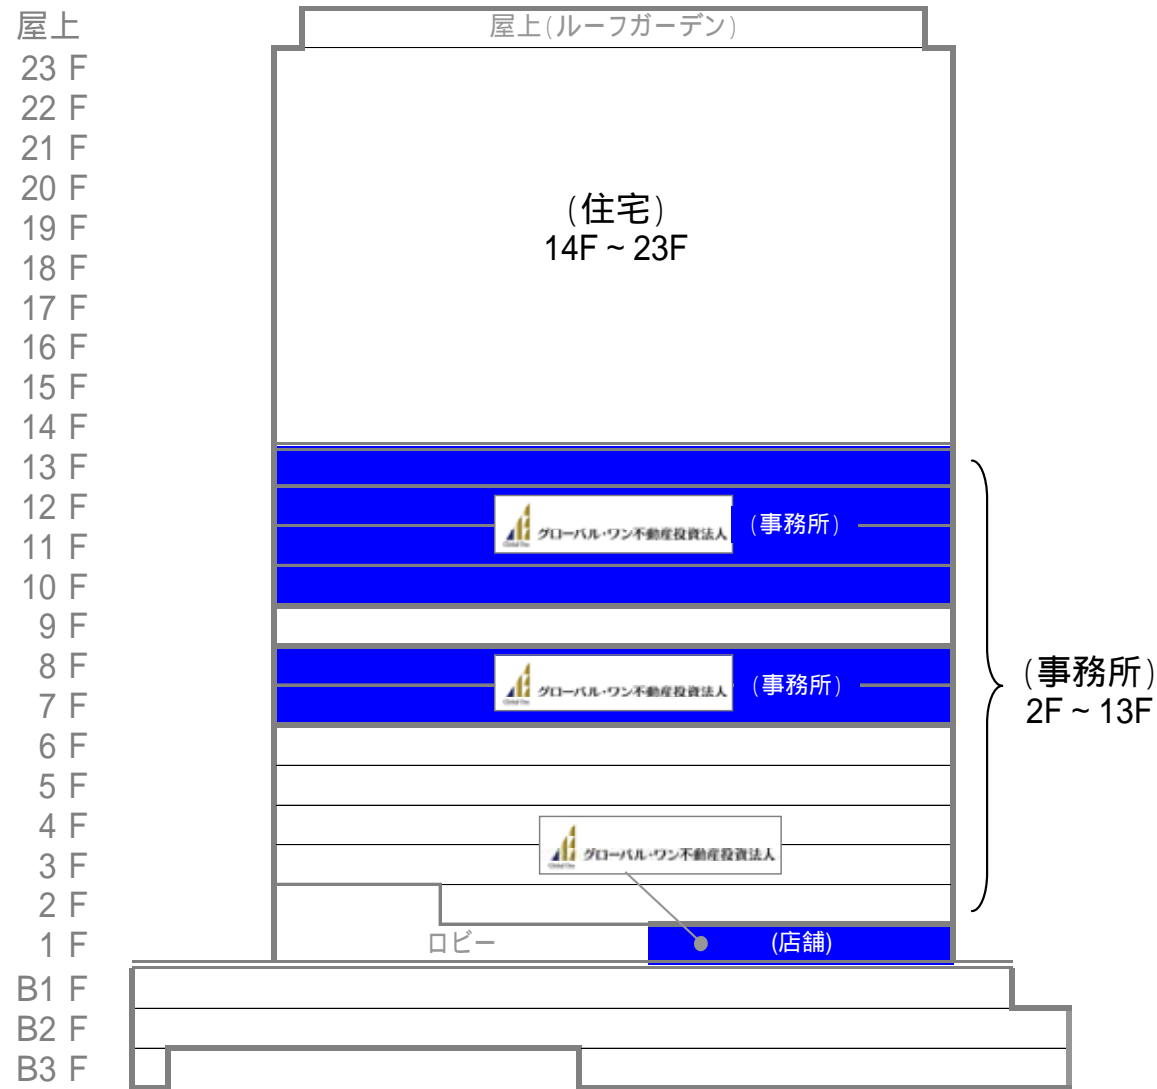 屋上
屋上(ルーフガーデン)
23 F
22 F
21 F
20 F
19 F
18 F
17 F
16 F
15 F
14 F
13 F
12 F
11 F
10 F
9 F
8 F
7 F
6 F
5 F
4 F
3 F
2 F
1 F
B1 F
B2 F
B3 F
(住宅)
14F ~ 23F
グローバル・ワン不動産投資法人
(事務所)
グローバル・ワン不動産投資法人
(事務所)
(事務所)
2F ~ 13F
グローバル・ワン不動産投資法人
ロビー
(店舗)